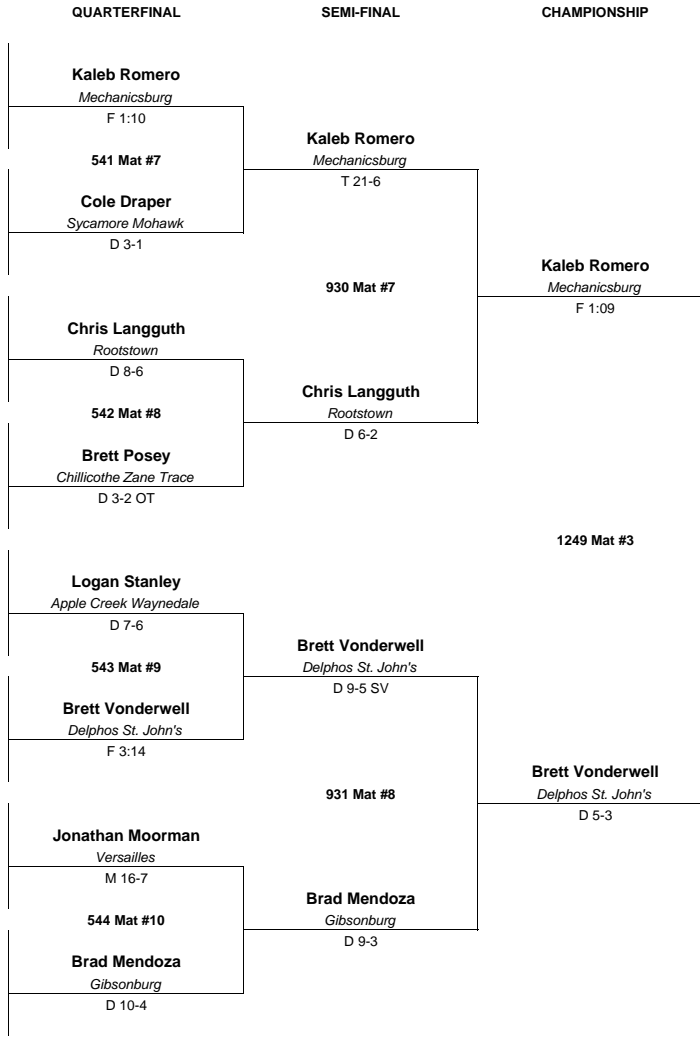 QUARTERFINAL
SEMI-FINAL
CHAMPIONSHIP
Kaleb Romero
Mechanicsburg
F 1:10
541 Mat #7
Cole Draper
Sycamore Mohawk
D 3-1
Chris Langguth
Rootstown
D 8-6
542 Mat #8
Brett Posey
Chillicothe Zane Trace
D 3-2 OT
Logan Stanley
Apple Creek Waynedale
D 7-6
543 Mat #9
Brett Vonderwell
Delphos St. John's
F 3:14
Jonathan Moorman
Versailles
M 16-7
544 Mat #10
Brad Mendoza
Gibsonburg
D 10-4
Kaleb Romero
Mechanicsburg
T 21-6
930 Mat #7
Chris Langguth
Rootstown
D 6-2
Brett Vonderwell
Delphos St. John's
D 9-5 SV
931 Mat #8
Brad Mendoza
Gibsonburg
D 9-3
Kaleb Romero
Mechanicsburg
F 1:09
1249 Mat #3
Brett Vonderwell
Delphos St. John's
D 5-3